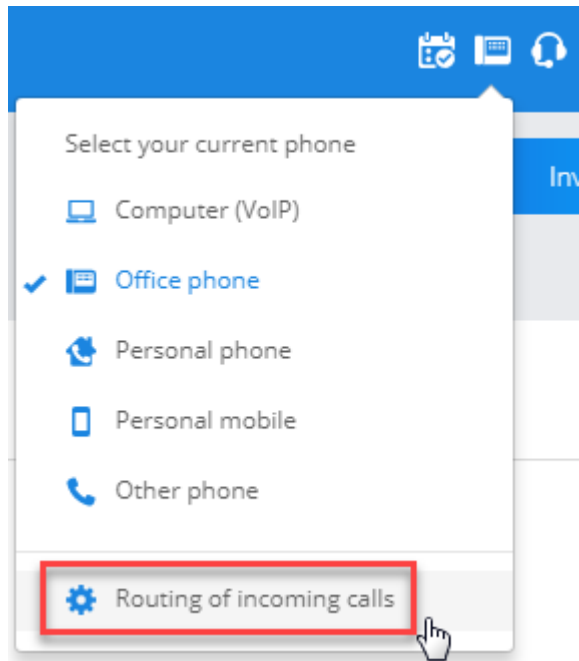 Select your current phone
Inv
Computer (VoIP)
Office phone
Personal phone
Personal mobile
Other phone
Routing of incoming calls